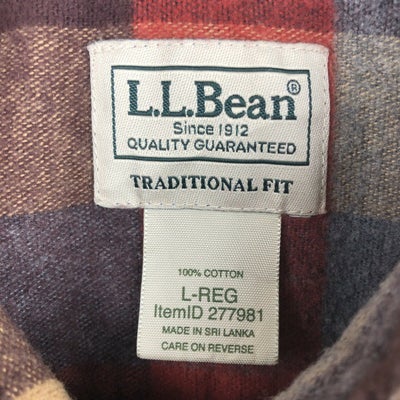 L.L.Bean®
Since 1912
QUALITY GUARANTEED
TRADITIONAL FIT
100% COTTON
L-REG
ItemID 277981
MADE IN SRI LANKA
CARE ON REVERSE